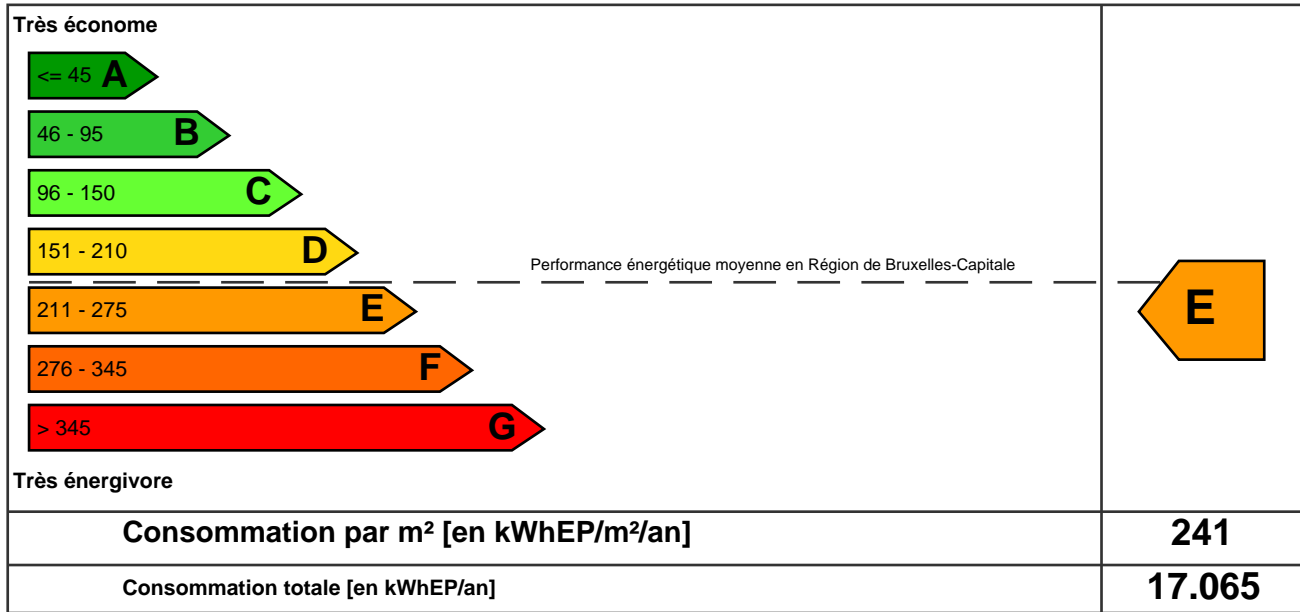 Très économe
<= 45 A
46 - 95 B
96 - 150 C
151 - 210 D
Performance énergétique moyenne en Région de Bruxelles-Capitale
211 - 275 E
E
276 - 345 F
> 345 G
Très énergivore
Consommation par m² [en kWhEP/m²/an] 241
Consommation totale [en kWhEP/an] 17.065